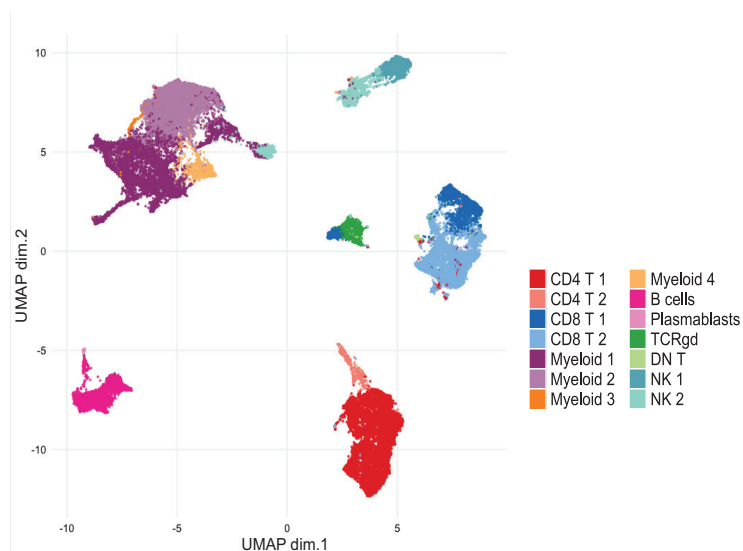 10
5
0
-5
-10
UMAP dim.2
-10 -5 0 5
UMAP dim.1
CD4 T 1
CD4 T 2
CD8 T 1
CD8 T 2
Myeloid 1
Myeloid 2
Myeloid 3
Myeloid 4
B cells
Plasmablasts
TCRgd
DN T
NK 1
NK 2